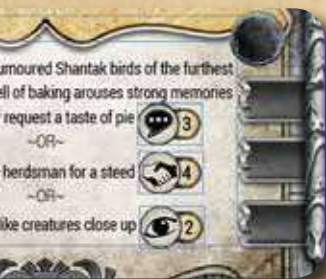 umoured Shantak birds of the furthest
ell of baking arouses strong memories
request a taste of pie 3
~OR~
herdsman for a steed 4
~OR~
like creatures close up 2